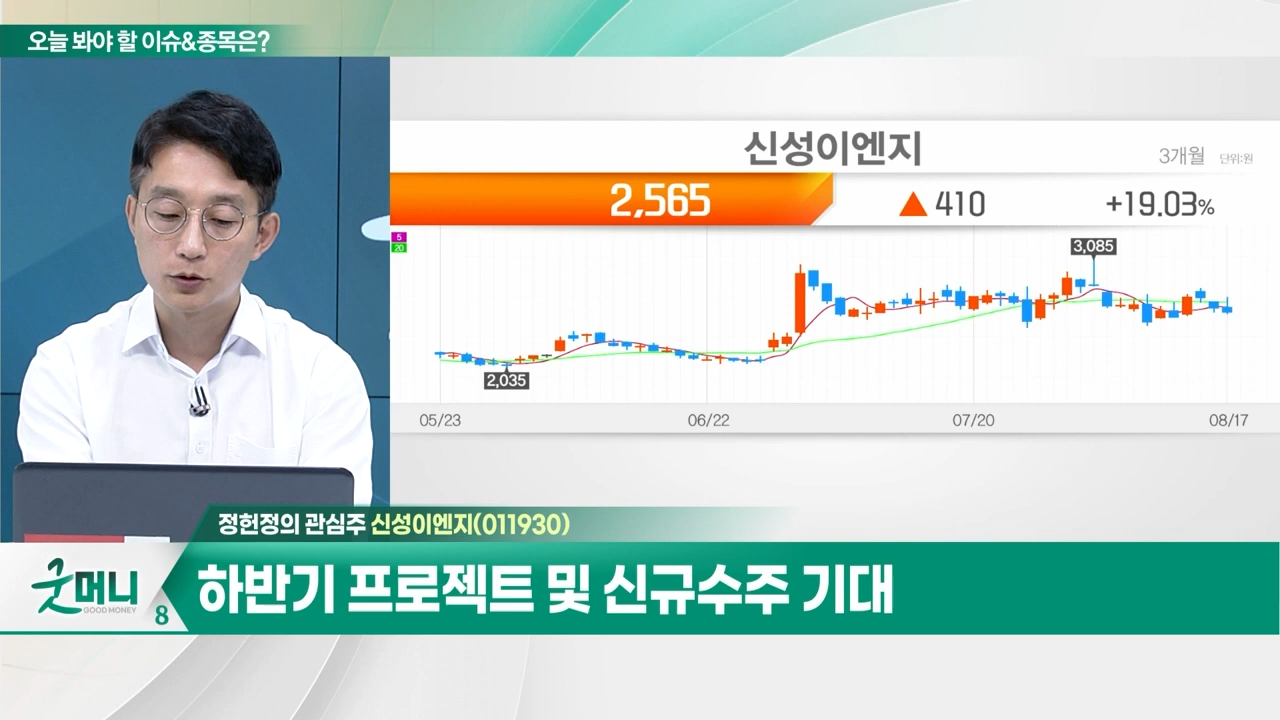 오늘 봐야 할 이슈&종목은?
신성이엔지
3개월 단위:원
2,565 ▲410 +19.03%
5
20
3,085
2,035
05/23 06/22 07/20 08/17
정헌정의 관심주 신성이엔지(011930)
굿머니
GOOD MONEY
8
하반기 프로젝트 및 신규수주 기대